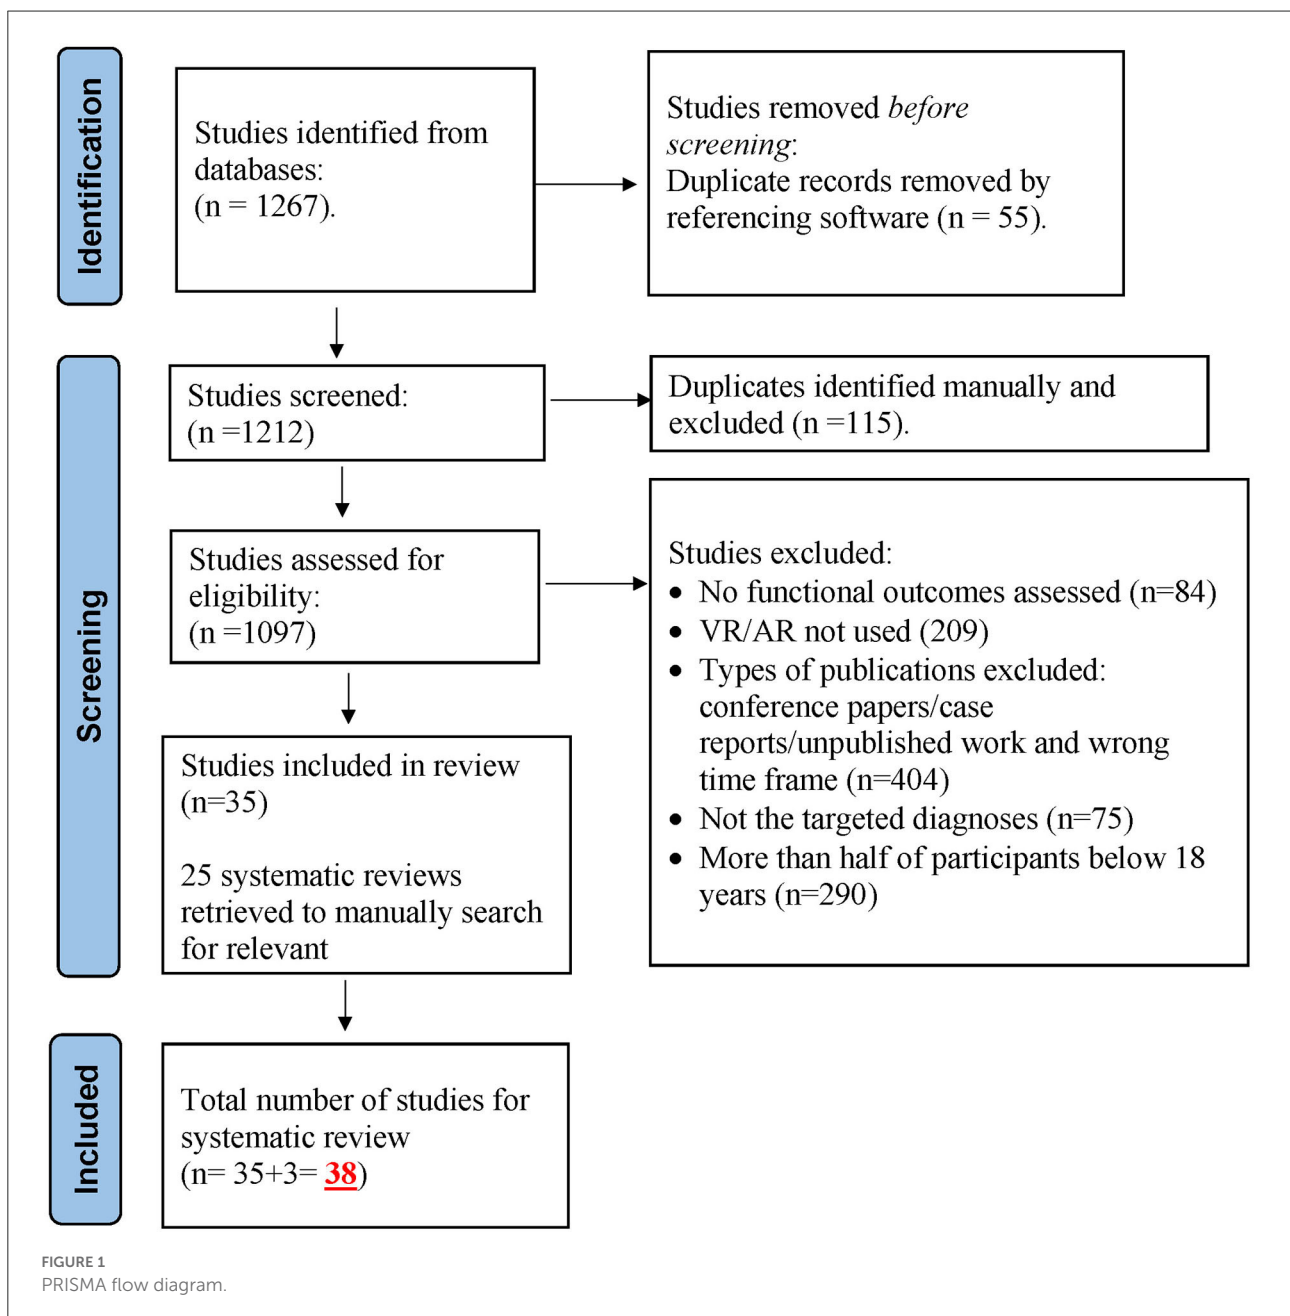 Identification
Studies identified from
databases:
(n = 1267).
Studies removed before
screening:
Duplicate records removed by
referencing software (n = 55).
Screening
Studies screened:
(n =1212)
Duplicates identified manually and
excluded (n =115).
Studies assessed for
eligibility:
(n =1097)
Studies excluded:
• No functional outcomes assessed (n=84)
• VR/AR not used (209)
• Types of publications excluded:
conference papers/case
reports/unpublished work and wrong
time frame (n=404)
• Not the targeted diagnoses (n=75)
• More than half of participants below 18
years (n=290)
Studies included in review
(n=35)
25 systematic reviews
retrieved to manually search
for relevant
Included
Total number of studies for
systematic review
(n= 35+3= 38)
FIGURE 1
PRISMA flow diagram.